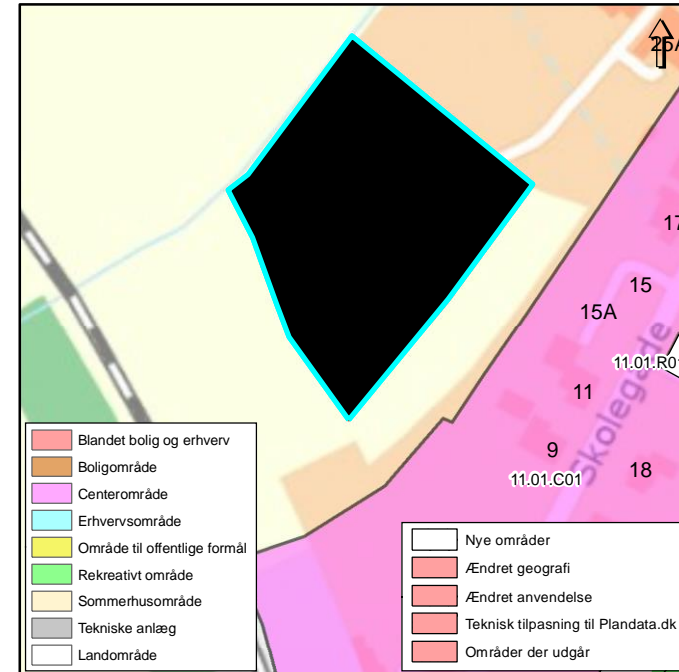 17
15
15A
11.01.R01
11
9
Skolegade
18
11.01.C01
Blandet bolig og erhverv
Boligområde
Centerområde
Erhvervsområde
Område til offentlige formål
Rekreativt område
Sommerhusområde
Tekniske anlæg
Landområde
Nye områder
Ændret geografi
Ændret anvendelse
Teknisk tilpasning til Plandata.dk
Områder der udgår